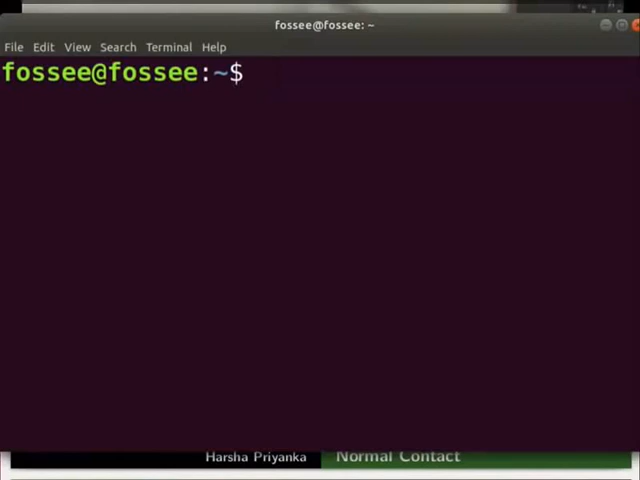 fossee@fossee: ~
File Edit View Search Terminal Help
fossee@fossee:~$
Harsha Priyanka Normal Contact